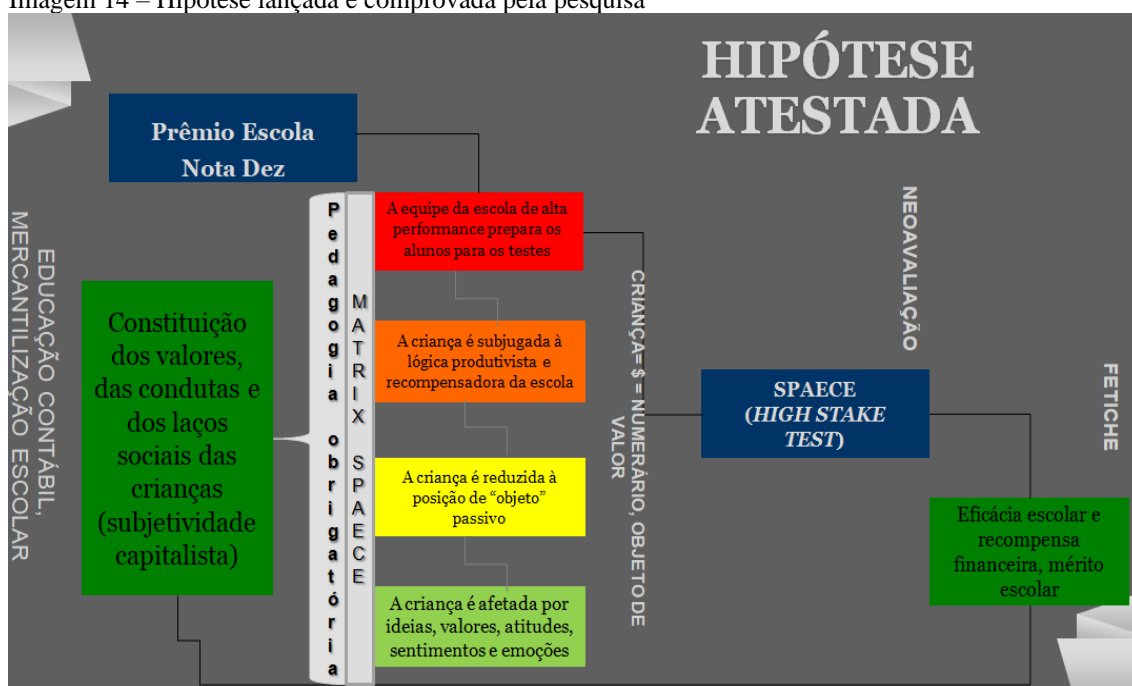 Imagem 14 – Hipótese lançada e comprovada pela pesquisa
HIPÓTESE
ATESTADA
Prêmio Escola
Nota Dez
EDUCAÇÃO CONTÁBIL,
MERCANTILIZAÇÃO ESCOLAR
Constituição
dos valores,
das condutas e
dos laços
sociais das
crianças
(subjetividade
capitalista)
Pedagogia obrigatória
MATRIX SPAECE
A equipe da escola de alta
performance prepara os
alunos para os testes
A criança é subjugada à
lógica produtivista e
recompensadora da escola
A criança é reduzida à
posição de “objeto”
passivo
A criança é afetada por
ideias, valores, atitudes,
sentimentos e emoções
CRIANÇA= $ = NUMERÁRIO, OBJETO DE
VALOR
NEOAVALIAÇÃO
SPAECE
(HIGH STAKE
TEST)
FETICHE
Eficácia escolar e
recompensa
financeira, mérito
escolar